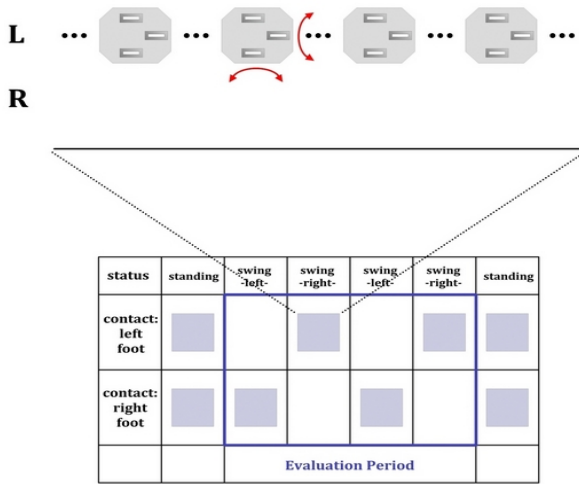 L ... ... ... ... ...
R
status standing swing swing swing swing standing
-left- -right- -left- -right-
contact:
left
foot
contact:
right
foot
Evaluation Period